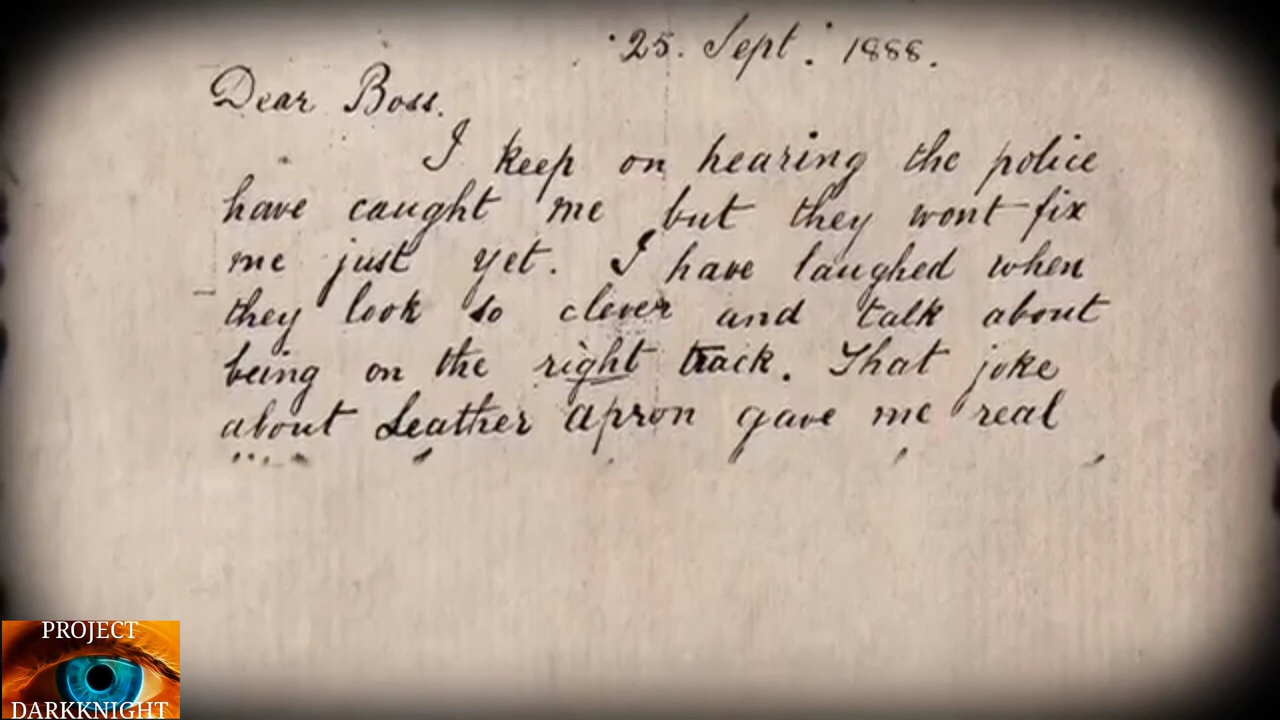 25. Sept. 1888.
Dear Boss.
I keep on hearing the police
have caught me but they wont fix
me just yet. I have laughed when
they look so clever and talk about
being on the right track. That joke
about Leather Apron gave me real
PROJECT
DARKKNIGHT